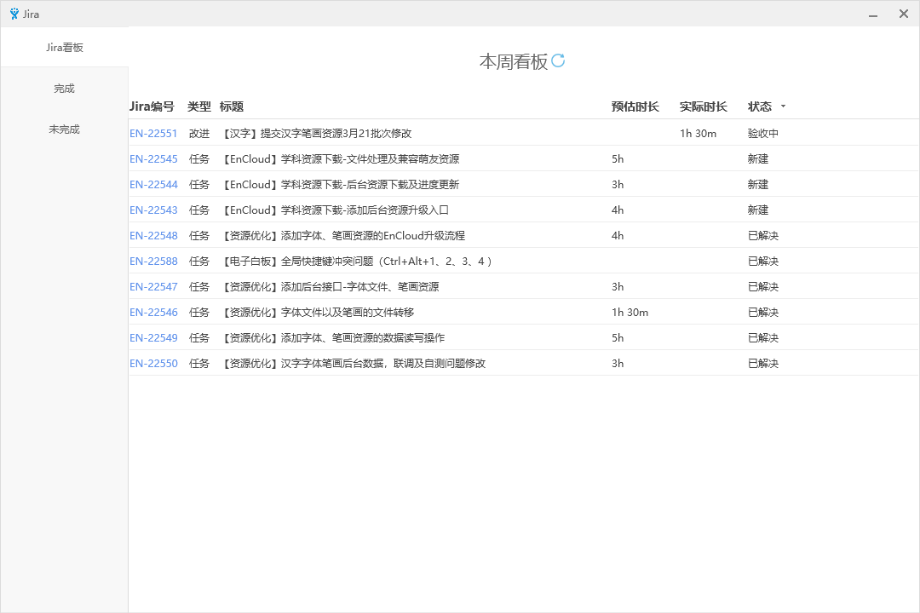 Jira
Jira看板
完成
未完成
本周看板
Jira编号 类型 标题 预估时长 实际时长 状态
EN-22551 改进 【汉字】提交汉字笔画资源3月21批次修改 1h 30m 验收中
EN-22545 任务 【EnCloud】学科资源下载-文件处理及兼容萌友资源 5h 新建
EN-22544 任务 【EnCloud】学科资源下载-后台资源下载及进度更新 3h 新建
EN-22543 任务 【EnCloud】学科资源下载-添加后台资源升级入口 4h 新建
EN-22548 任务 【资源优化】添加字体、笔画资源的EnCloud升级流程 4h 已解决
EN-22588 任务 【电子白板】全局快捷键冲突问题（Ctrl+Alt+1、2、3、4 ） 已解决
EN-22547 任务 【资源优化】添加后台接口-字体文件、笔画资源 3h 已解决
EN-22546 任务 【资源优化】字体文件以及笔画的文件转移 1h 30m 已解决
EN-22549 任务 【资源优化】添加字体、笔画资源的数据读写操作 5h 已解决
EN-22550 任务 【资源优化】汉字字体笔画后台数据，联调及自测问题修改 3h 已解决